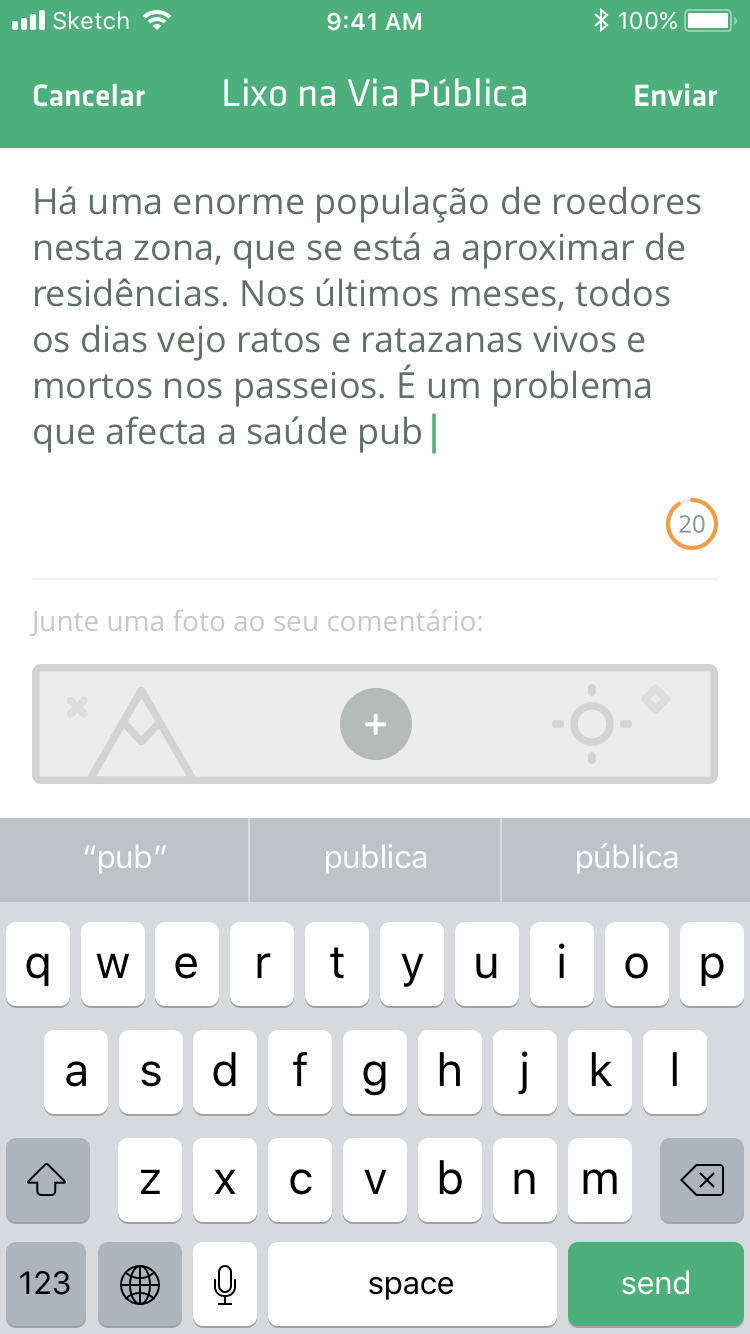 Sketch 9:41 AM 100%
Cancelar Lixo na Via Pública Enviar
Há uma enorme população de roedores
nesta zona, que se está a aproximar de
residências. Nos últimos meses, todos
os dias vejo ratos e ratazanas vivos e
mortos nos passeios. É um problema
que afecta a saúde pub
20
Junte uma foto ao seu comentário:
“pub” publica pública
q w e r t y u i o p
a s d f g h j k l
z x c v b n m
123 space send